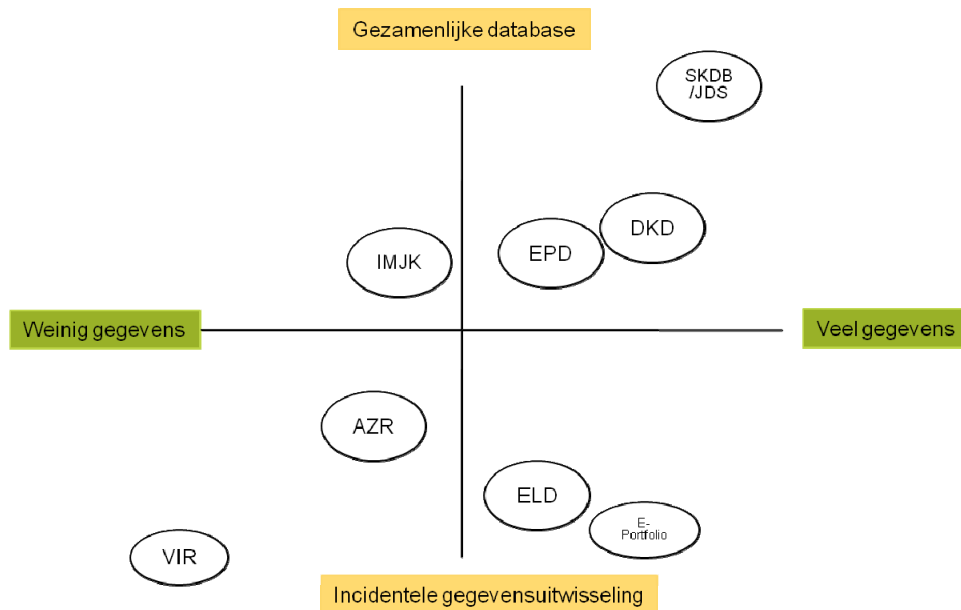 Gezamenlijke database
SKDB
/JDS
DKD
EPD
IMJK
Weinig gegevens
Veel gegevens
AZR
ELD
E-
Portfolio
VIR
Incidentele gegevensuitwisseling